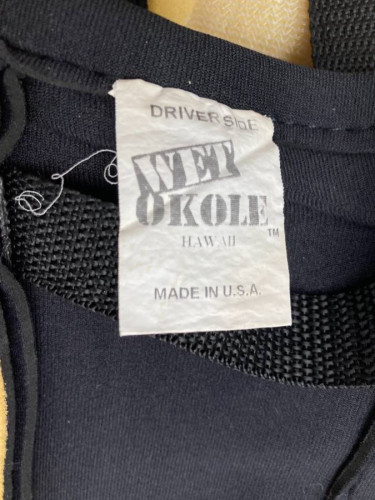 DRIVER SIDE
WET
OKOLE
HAWAII
TM
MADE IN U.S.A.